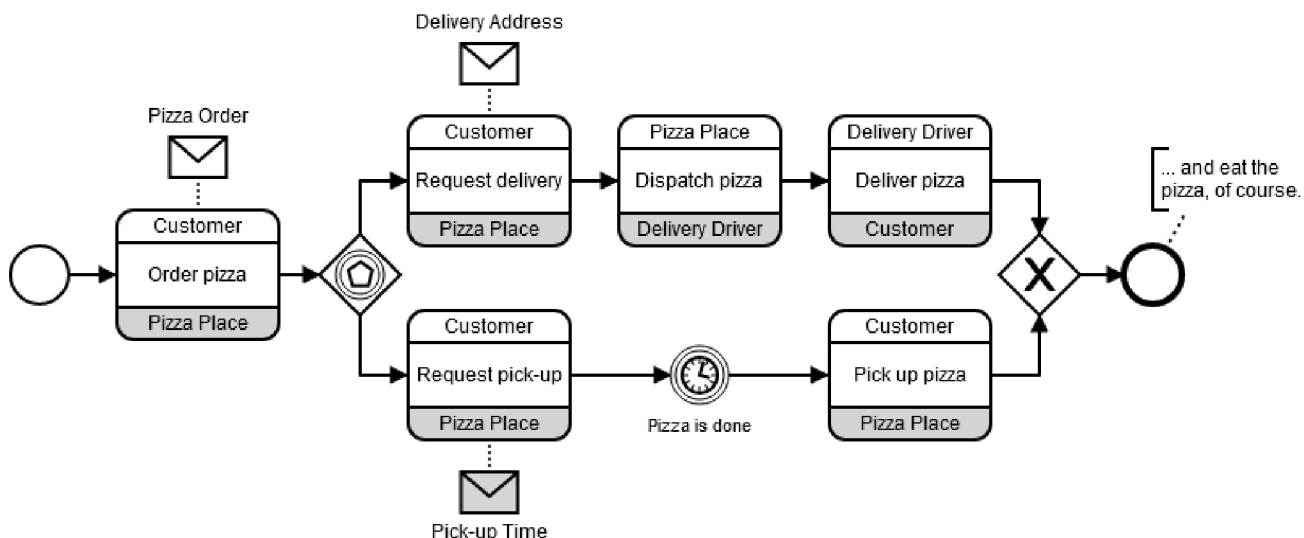 Delivery Address
Pizza Order
Customer
Order pizza
Pizza Place
Customer
Request delivery
Pizza Place
Pizza Place
Dispatch pizza
Delivery Driver
Delivery Driver
Deliver pizza
Customer
... and eat the
pizza, of course.
Customer
Request pick-up
Pizza Place
Pick-up Time
Pizza is done
Customer
Pick up pizza
Pizza Place
X